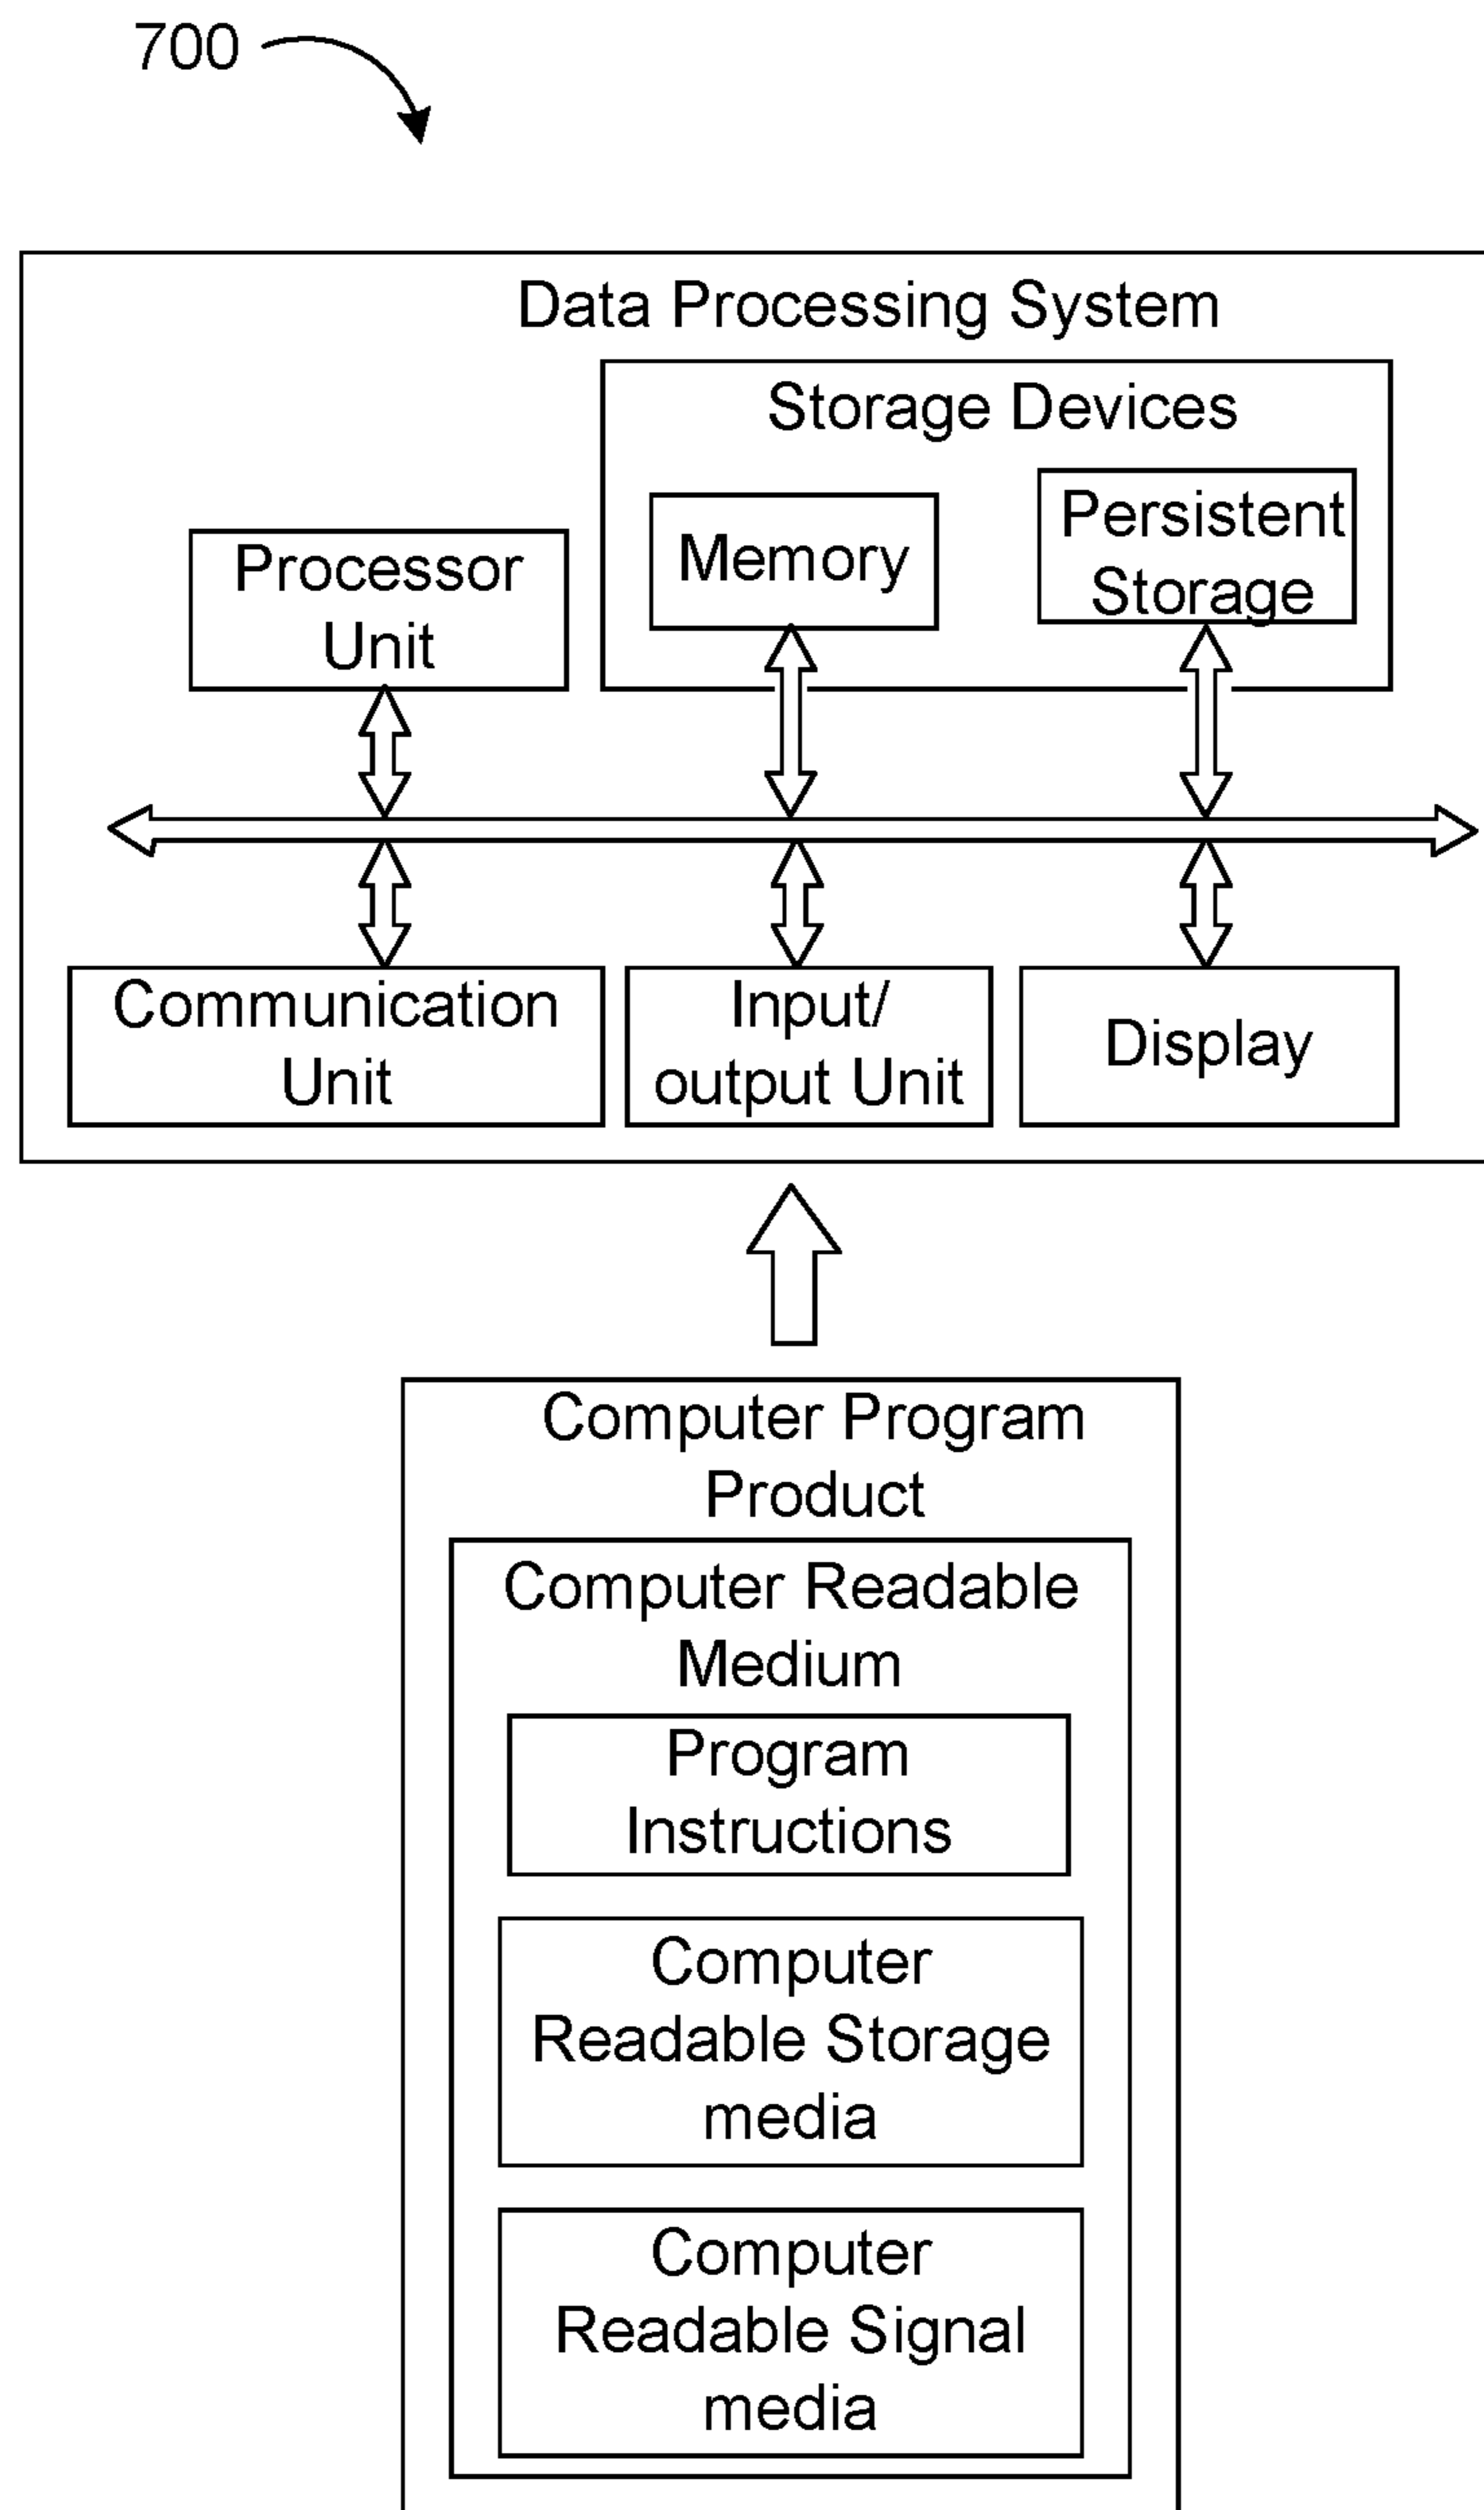 700
Data Processing System
Storage Devices
Memory
Persistent
Storage
Processor
Unit
Communication
Unit
Input/
output Unit
Display
Computer Program
Product
Computer Readable
Medium
Program
Instructions
Computer
Readable Storage
media
Computer
Readable Signal
media